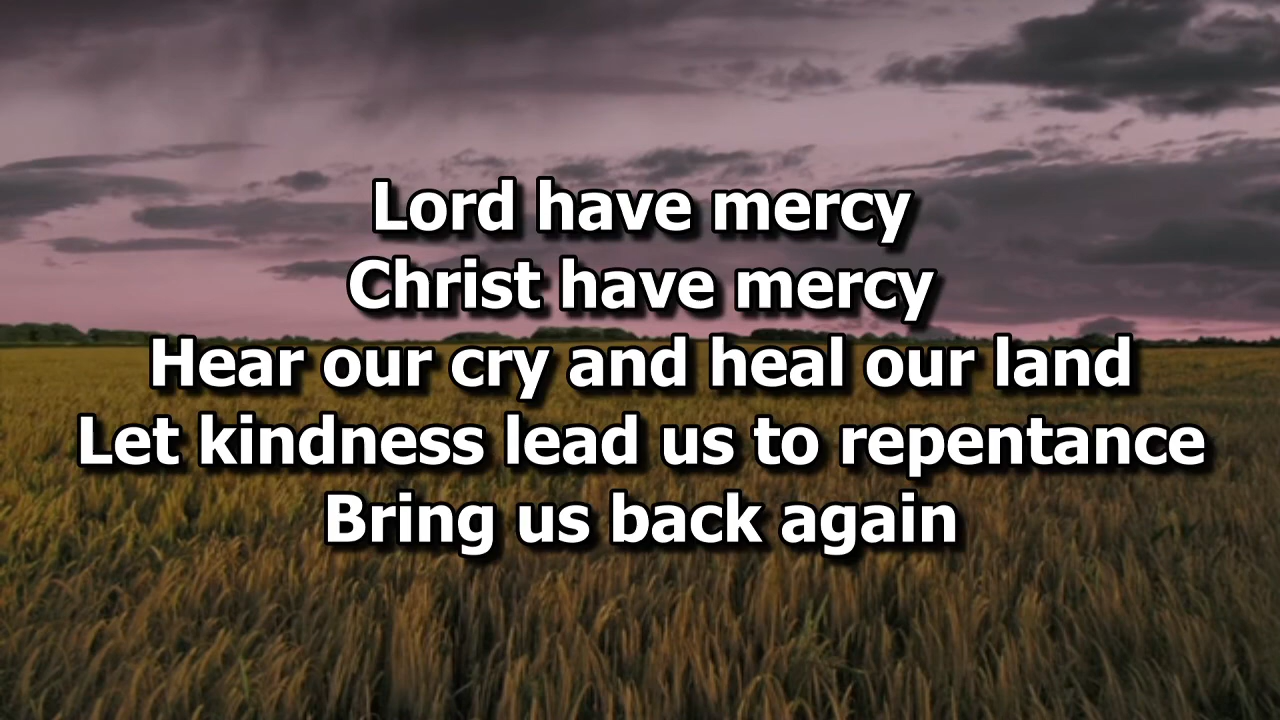 Lord have mercy
Christ have mercy
Hear our cry and heal our land
Let kindness lead us to repentance
Bring us back again